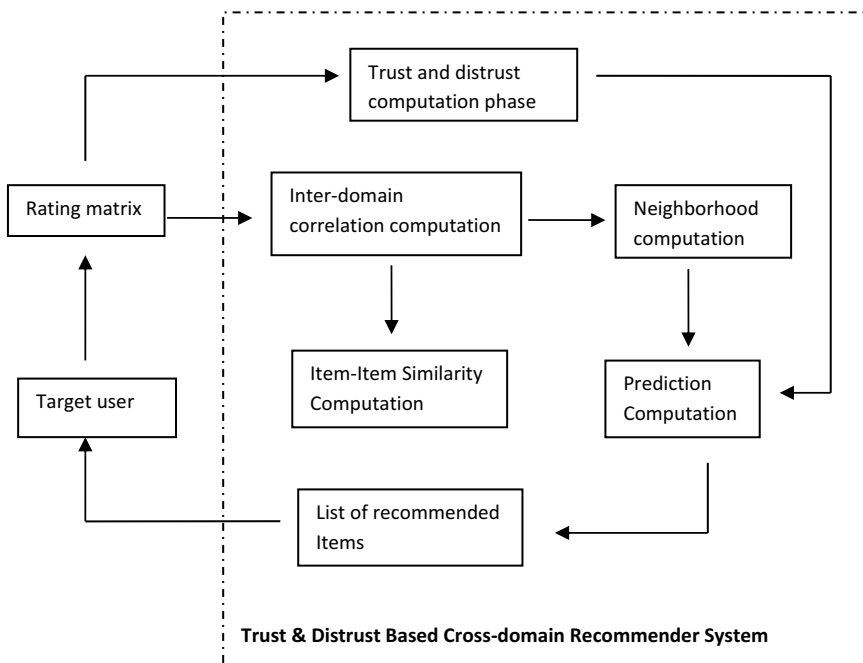 Trust and distrust
computation phase
Rating matrix
Inter-domain
correlation computation
Neighborhood
computation
Target user
Item-Item Similarity
Computation
Prediction
Computation
List of recommended
Items
Trust & Distrust Based Cross-domain Recommender System